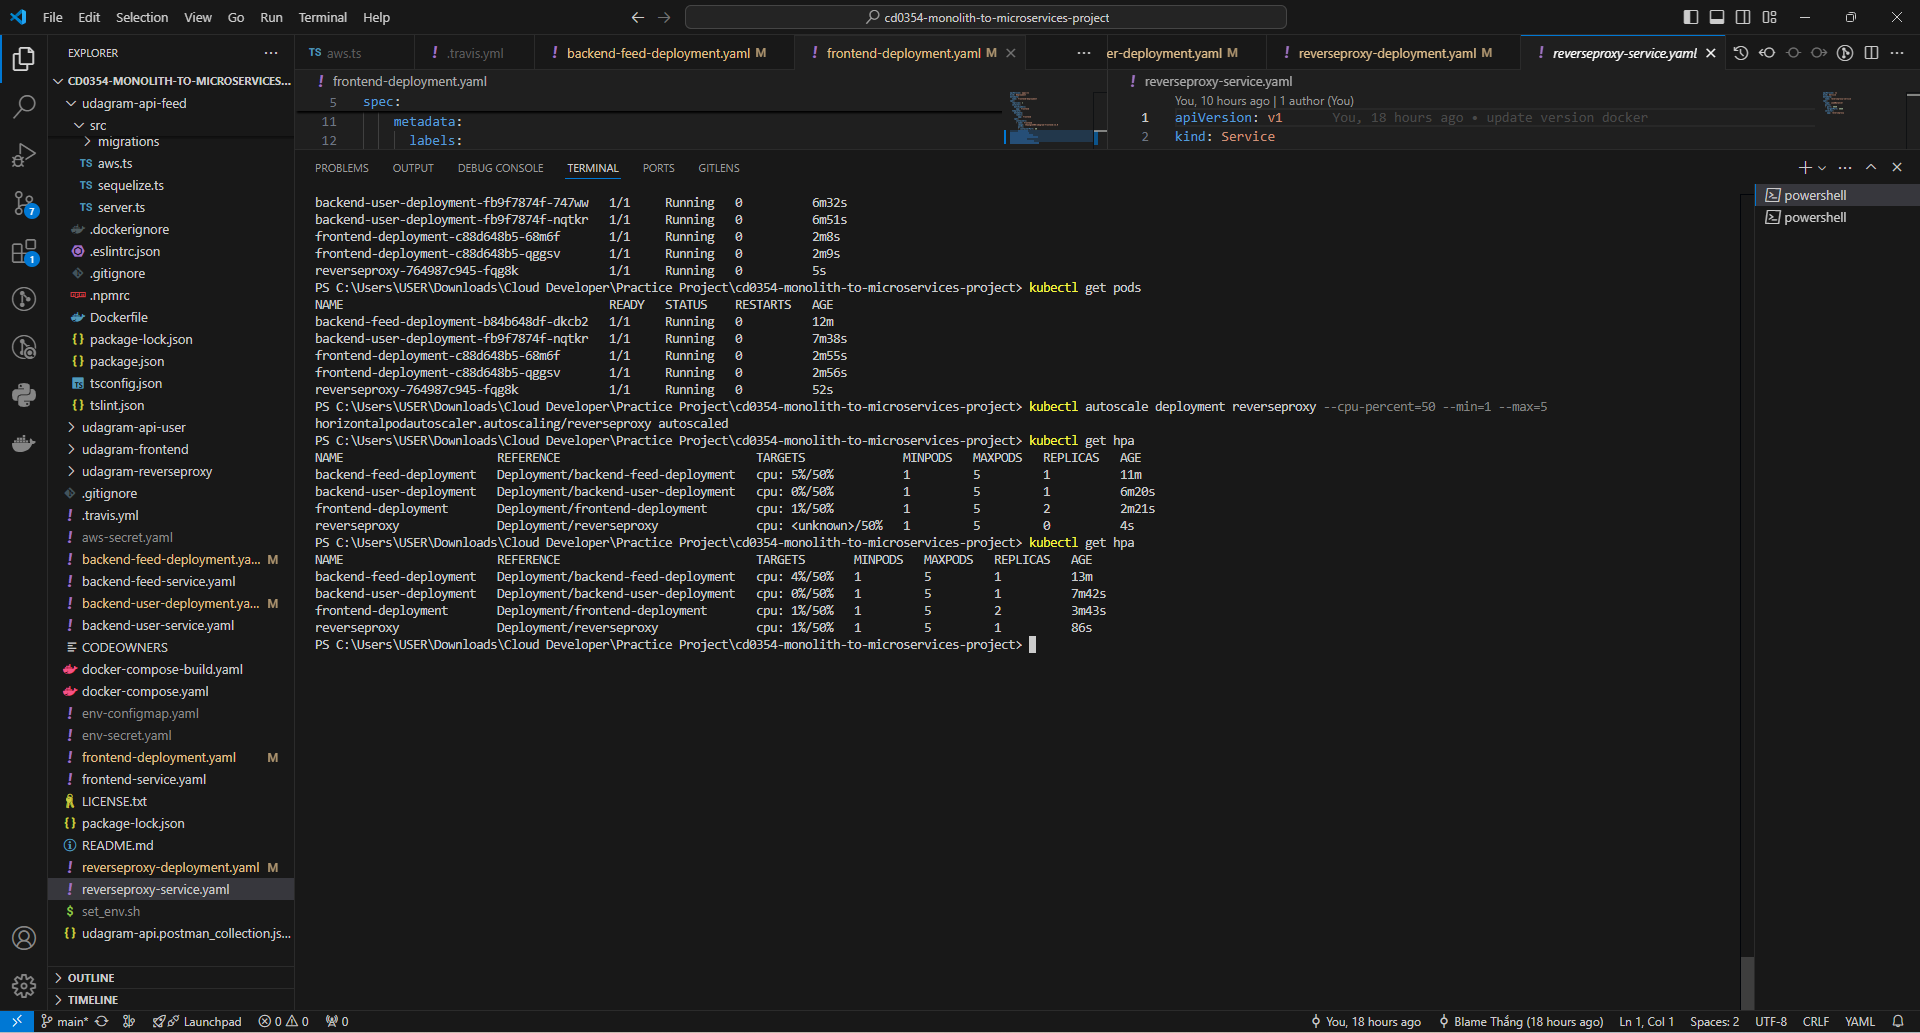 File Edit Selection View Go Run Terminal Help
cd0354-monolith-to-microservices-project
EXPLORER
CD0354-MONOLITH-TO-MICROSERVICES...
udagram-api-feed
src
migrations
TS aws.ts
TS sequelize.ts
TS server.ts
.dockerignore
.eslintrc.json
.gitignore
.npmrc
Dockerfile
{} package-lock.json
{} package.json
tsconfig.json
{} tslint.json
udagram-api-user
udagram-frontend
udagram-reverseproxy
.gitignore
! .travis.yml
! aws-secret.yaml
! backend-feed-deployment.ya... M
! backend-feed-service.yaml
! backend-user-deployment.ya... M
! backend-user-service.yaml
CODEOWNERS
docker-compose-build.yaml
docker-compose.yaml
! env-configmap.yaml
! env-secret.yaml
! frontend-deployment.yaml M
! frontend-service.yaml
LICENSE.txt
{} package-lock.json
README.md
! reverseproxy-deployment.yaml M
! reverseproxy-service.yaml
$ set_env.sh
{} udagram-api.postman_collection.js...
OUTLINE
TIMELINE
7
1
TS aws.ts ! .travis.yml ! backend-feed-deployment.yaml M ! frontend-deployment.yaml M
! frontend-deployment.yaml
5 spec:
11 metadata:
12 labels:
er-deployment.yaml M ! reverseproxy-deployment.yaml M ! reverseproxy-service.yaml
! reverseproxy-service.yaml
You, 10 hours ago | 1 author (You)
1 apiVersion: v1 You, 18 hours ago • update version docker
2 kind: Service
PROBLEMS OUTPUT DEBUG CONSOLE TERMINAL PORTS GITLENS
powershell
powershell
backend-user-deployment-fb9f7874f-747ww 1/1 Running 0 6m32s
backend-user-deployment-fb9f7874f-nqtkr 1/1 Running 0 6m51s
frontend-deployment-c88d648b5-68m6f 1/1 Running 0 2m8s
frontend-deployment-c88d648b5-qggsv 1/1 Running 0 2m9s
reverseproxy-764987c945-fqg8k 1/1 Running 0 5s
PS C:\Users\USER\Downloads\Cloud Developer\Practice Project\cd0354-monolith-to-microservices-project> kubectl get pods
NAME READY STATUS RESTARTS AGE
backend-feed-deployment-b84b648df-dkcb2 1/1 Running 0 12m
backend-user-deployment-fb9f7874f-nqtkr 1/1 Running 0 7m38s
frontend-deployment-c88d648b5-68m6f 1/1 Running 0 2m55s
frontend-deployment-c88d648b5-qggsv 1/1 Running 0 2m56s
reverseproxy-764987c945-fqg8k 1/1 Running 0 52s
PS C:\Users\USER\Downloads\Cloud Developer\Practice Project\cd0354-monolith-to-microservices-project> kubectl autoscale deployment reverseproxy --cpu-percent=50 --min=1 --max=5
horizontalpodautoscaler.autoscaling/reverseproxy autoscaled
PS C:\Users\USER\Downloads\Cloud Developer\Practice Project\cd0354-monolith-to-microservices-project> kubectl get hpa
NAME REFERENCE TARGETS MINPODS MAXPODS REPLICAS AGE
backend-feed-deployment Deployment/backend-feed-deployment cpu: 5%/50% 1 5 1 11m
backend-user-deployment Deployment/backend-user-deployment cpu: 0%/50% 1 5 1 6m20s
frontend-deployment Deployment/frontend-deployment cpu: 1%/50% 1 5 2 2m21s
reverseproxy Deployment/reverseproxy cpu: <unknown>/50% 1 5 0 4s
PS C:\Users\USER\Downloads\Cloud Developer\Practice Project\cd0354-monolith-to-microservices-project> kubectl get hpa
NAME REFERENCE TARGETS MINPODS MAXPODS REPLICAS AGE
backend-feed-deployment Deployment/backend-feed-deployment cpu: 4%/50% 1 5 1 13m
backend-user-deployment Deployment/backend-user-deployment cpu: 0%/50% 1 5 1 7m42s
frontend-deployment Deployment/frontend-deployment cpu: 1%/50% 1 5 2 3m43s
reverseproxy Deployment/reverseproxy cpu: 1%/50% 1 5 1 86s
PS C:\Users\USER\Downloads\Cloud Developer\Practice Project\cd0354-monolith-to-microservices-project>
main* Launchpad 0 0 0 You, 18 hours ago Blame Thắng (18 hours ago) Ln 1, Col 1 Spaces: 2 UTF-8 CRLF YAML